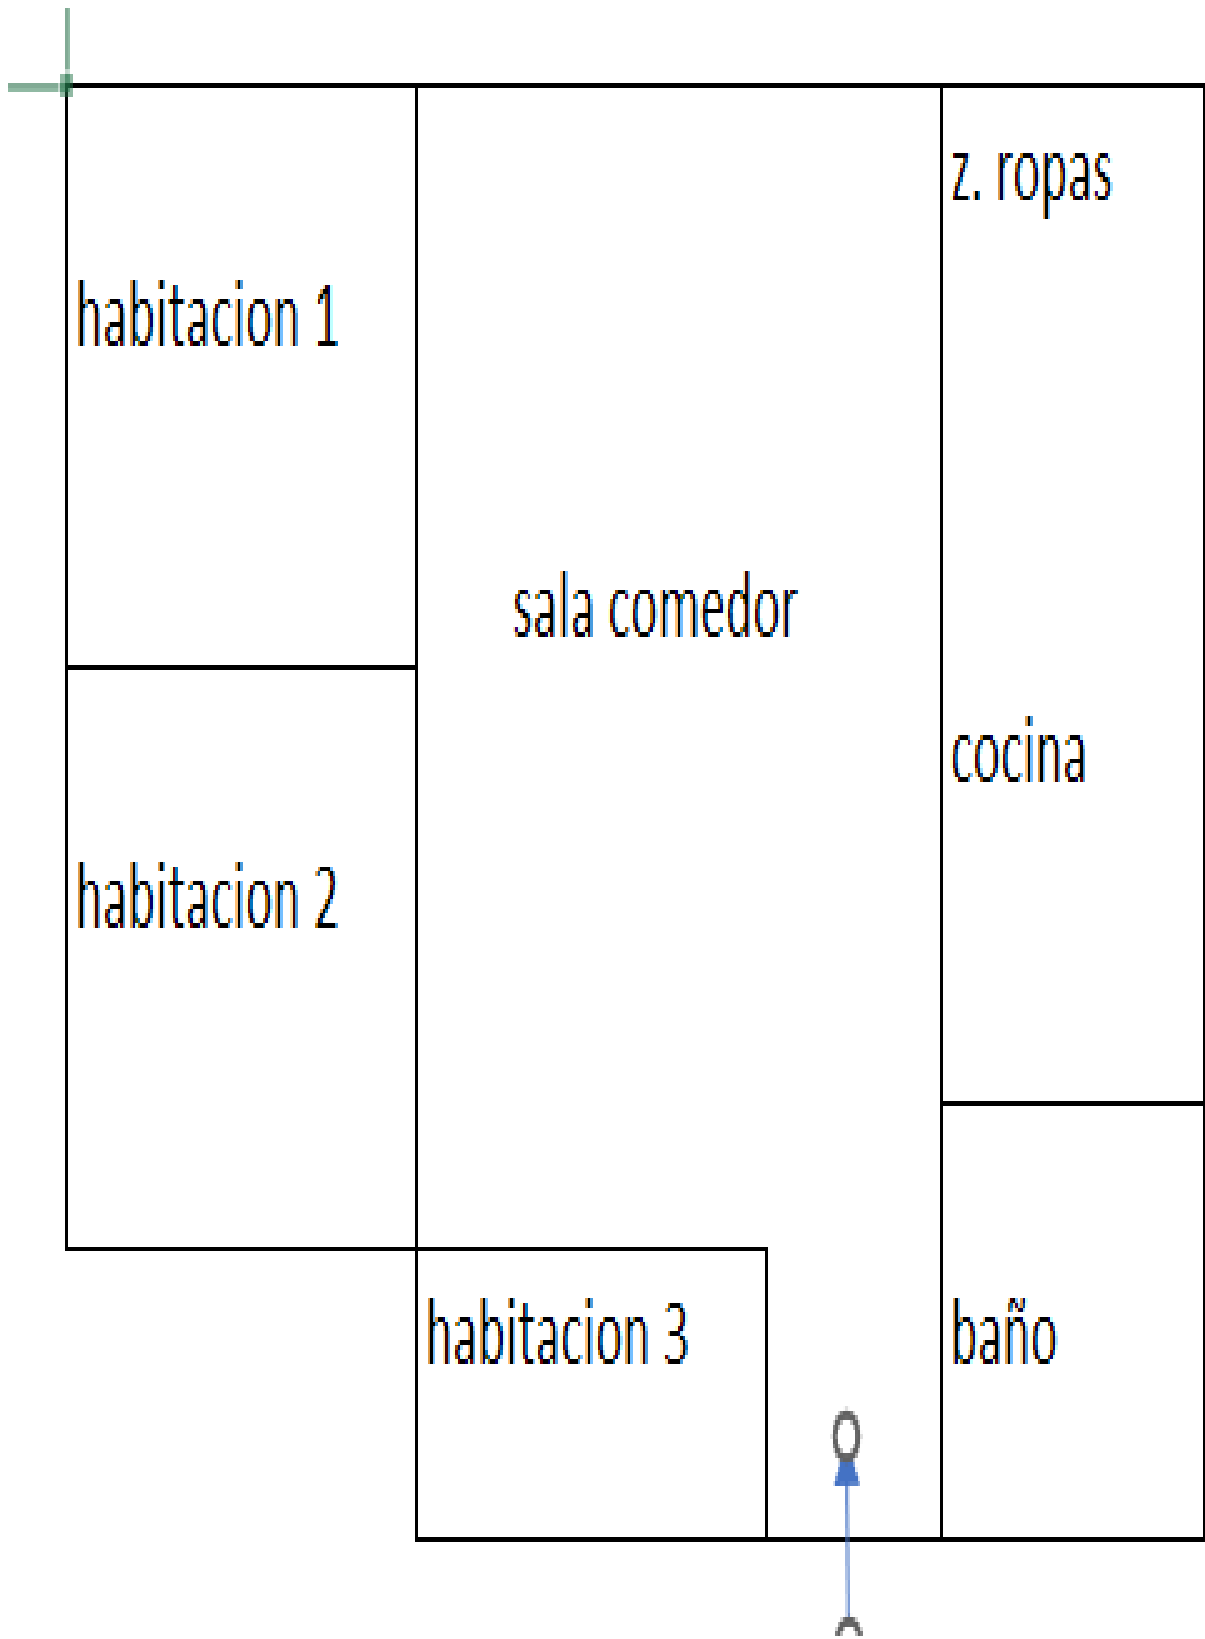 z. ropas
habitacion 1
sala comedor
cocina
habitacion 2
habitacion 3
baño